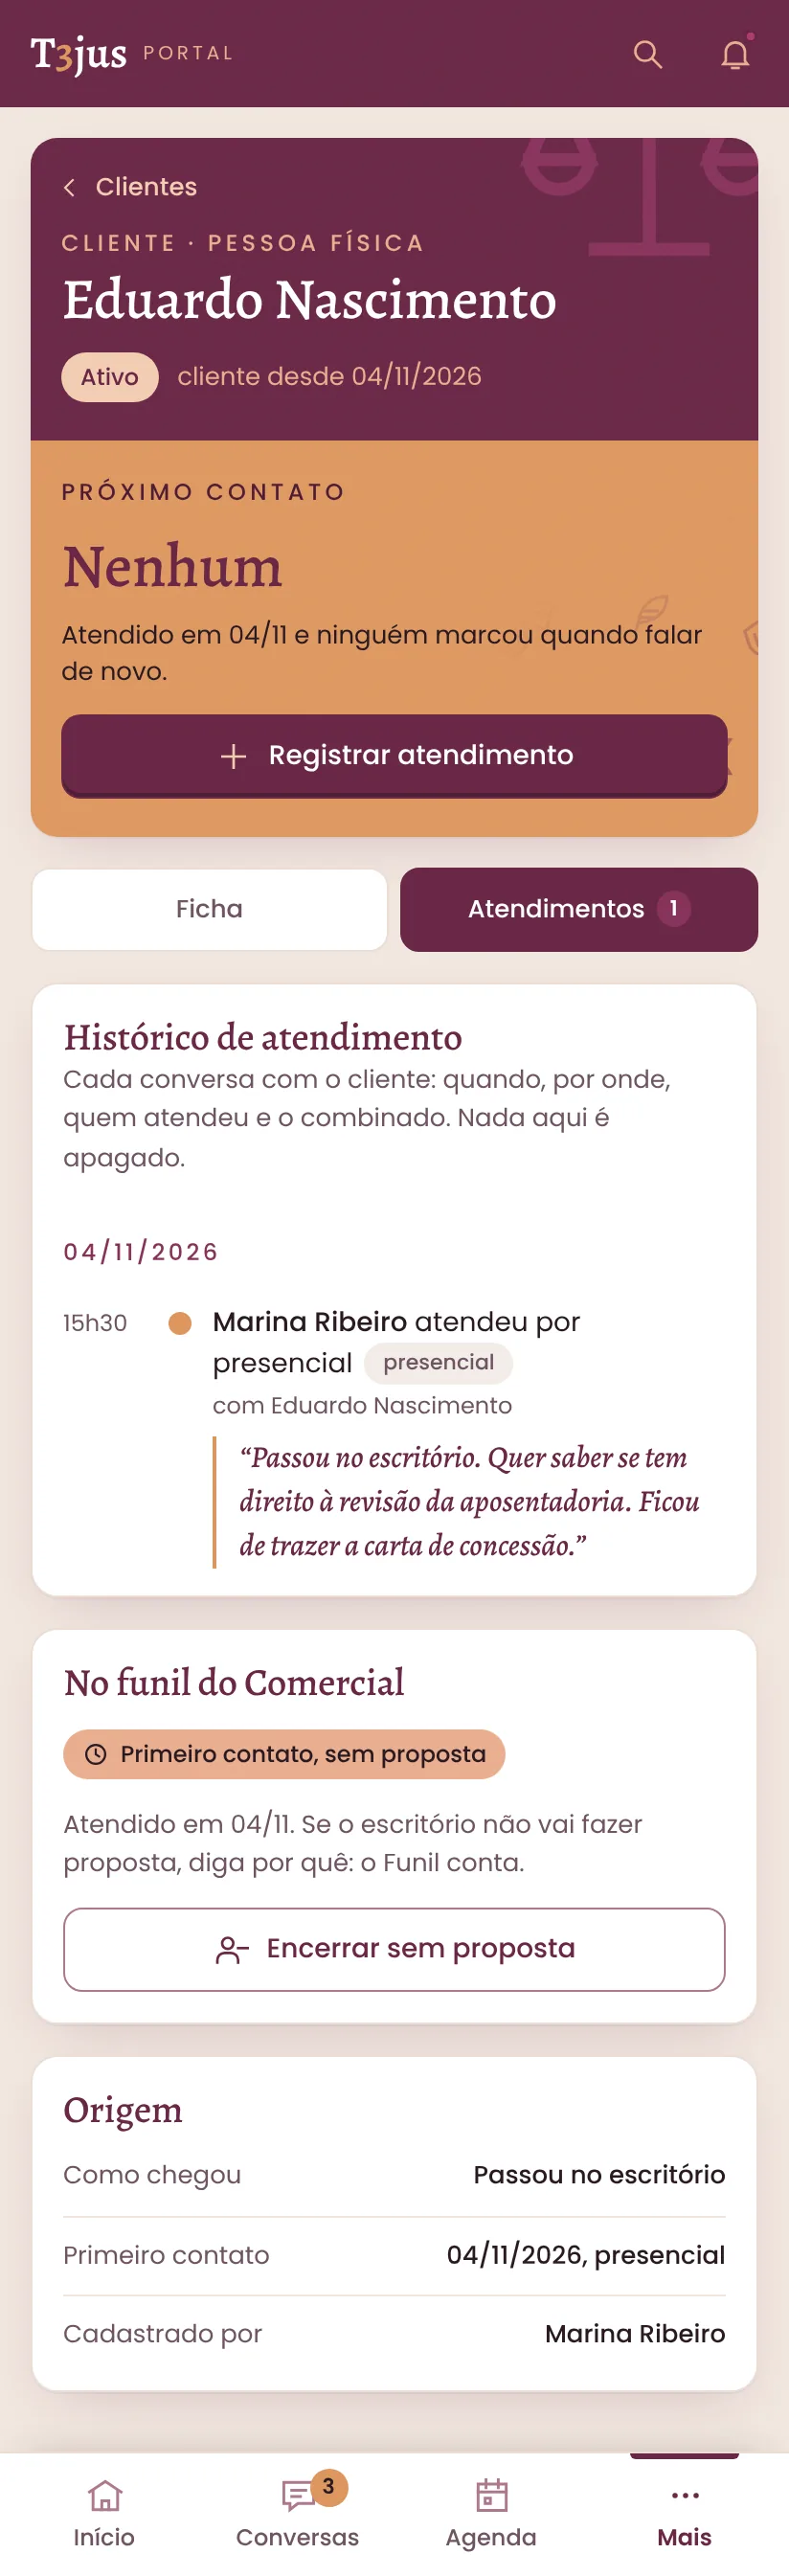 T3jus PORTAL
Clientes
CLIENTE · PESSOA FÍSICA
Eduardo Nascimento
Ativo cliente desde 04/11/2026
PRÓXIMO CONTATO
Nenhum
Atendido em 04/11 e ninguém marcou quando falar
de novo.
Registrar atendimento
Ficha Atendimentos 1
Histórico de atendimento
Cada conversa com o cliente: quando, por onde,
quem atendeu e o combinado. Nada aqui é
apagado.
04/11/2026
15h30 Marina Ribeiro atendeu por
presencial presencial
com Eduardo Nascimento
“Passou no escritório. Quer saber se tem
direito à revisão da aposentadoria. Ficou
de trazer a carta de concessão.”
No funil do Comercial
Primeiro contato, sem proposta
Atendido em 04/11. Se o escritório não vai fazer
proposta, diga por quê: o Funil conta.
Encerrar sem proposta
Origem
Como chegou Passou no escritório
Primeiro contato 04/11/2026, presencial
Cadastrado por Marina Ribeiro
3
Início Conversas Agenda Mais